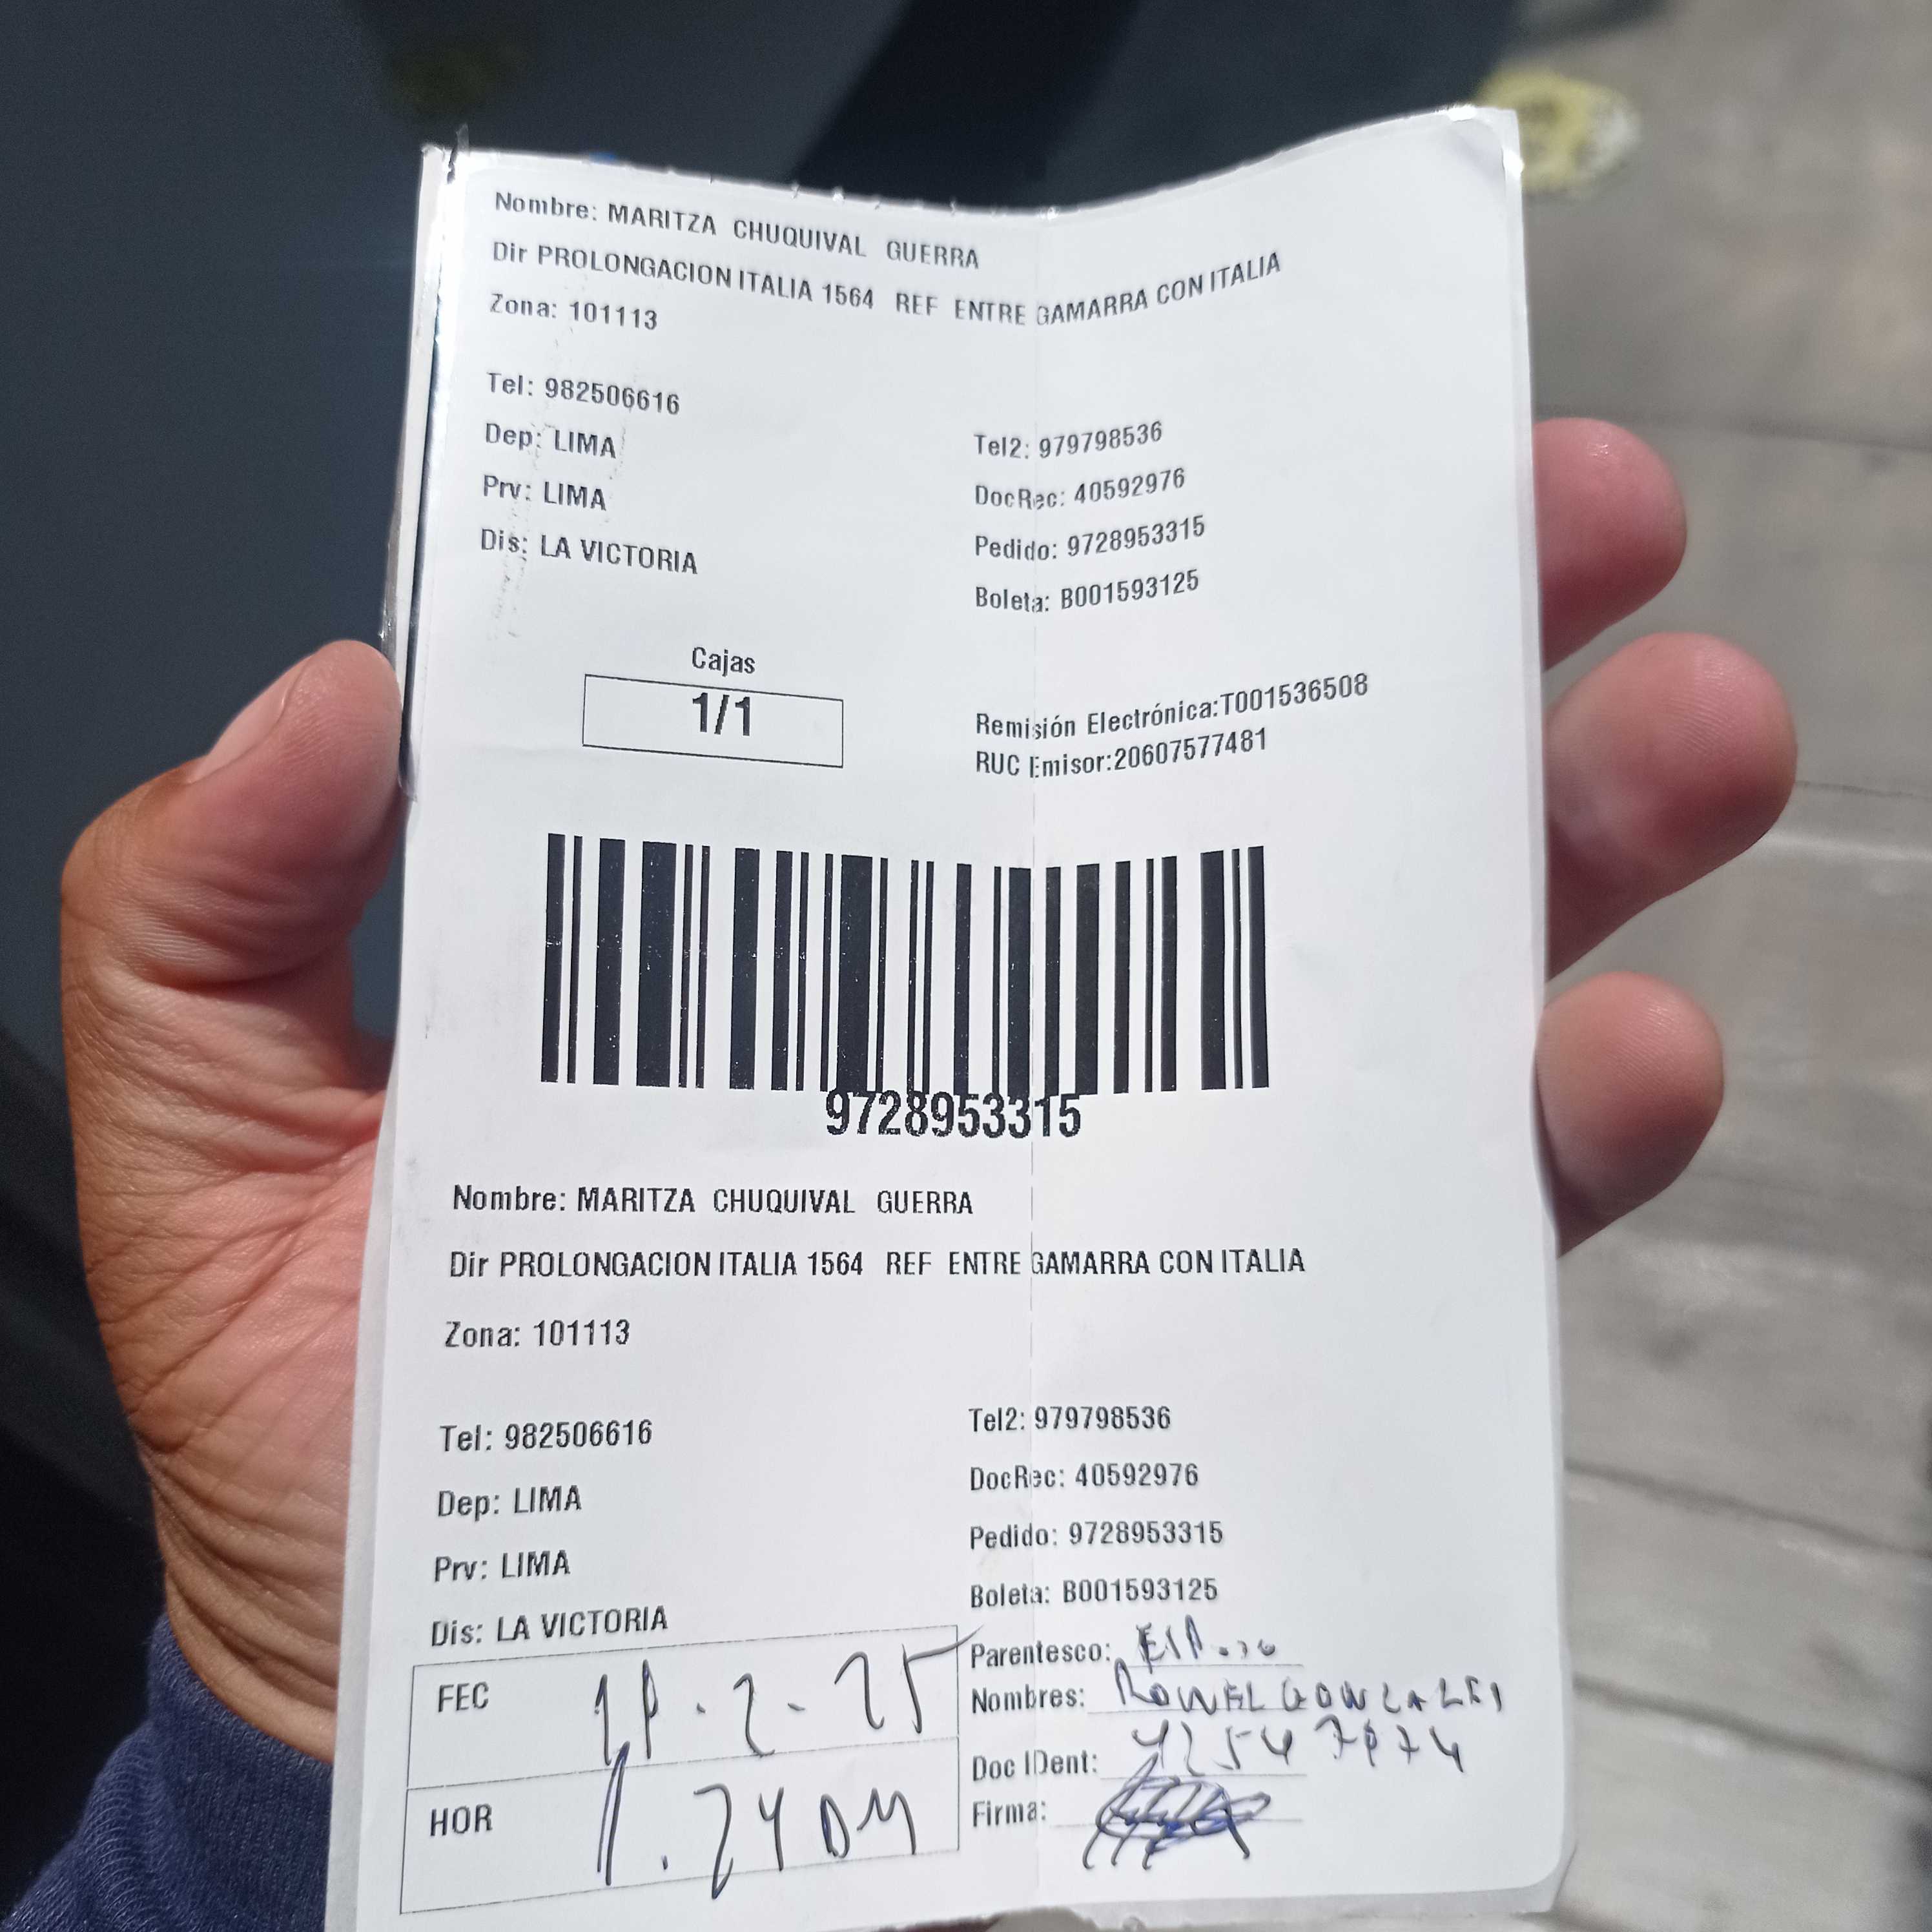 Nombre: MARITZA CHUQUIVAL GUERRA
Dir PROLONGACION ITALIA 1564 REF ENTRE GAMARRA CON ITALIA
Zona: 101113
Tel: 982506616
Dep: LIMA
Prv: LIMA
Dis: LA VICTORIA
Tel2: 979798536
DocRec: 40592976
Pedido: 9728953315
Boleta: B001593125
Cajas
1/1
Remisión Electrónica:T001536508
RUC Emisor:20607577481
9728953315
Nombre: MARITZA CHUQUIVAL GUERRA
Dir PROLONGACION ITALIA 1564 REF ENTRE GAMARRA CON ITALIA
Zona: 101113
Tel: 982506616
Dep: LIMA
Prv: LIMA
Dis: LA VICTORIA
Tel2: 979798536
DocRec: 40592976
Pedido: 9728953315
Boleta: B001593125
FEC
HOR
Parentesco:
Nombres:
Doc IDent:
Firma: